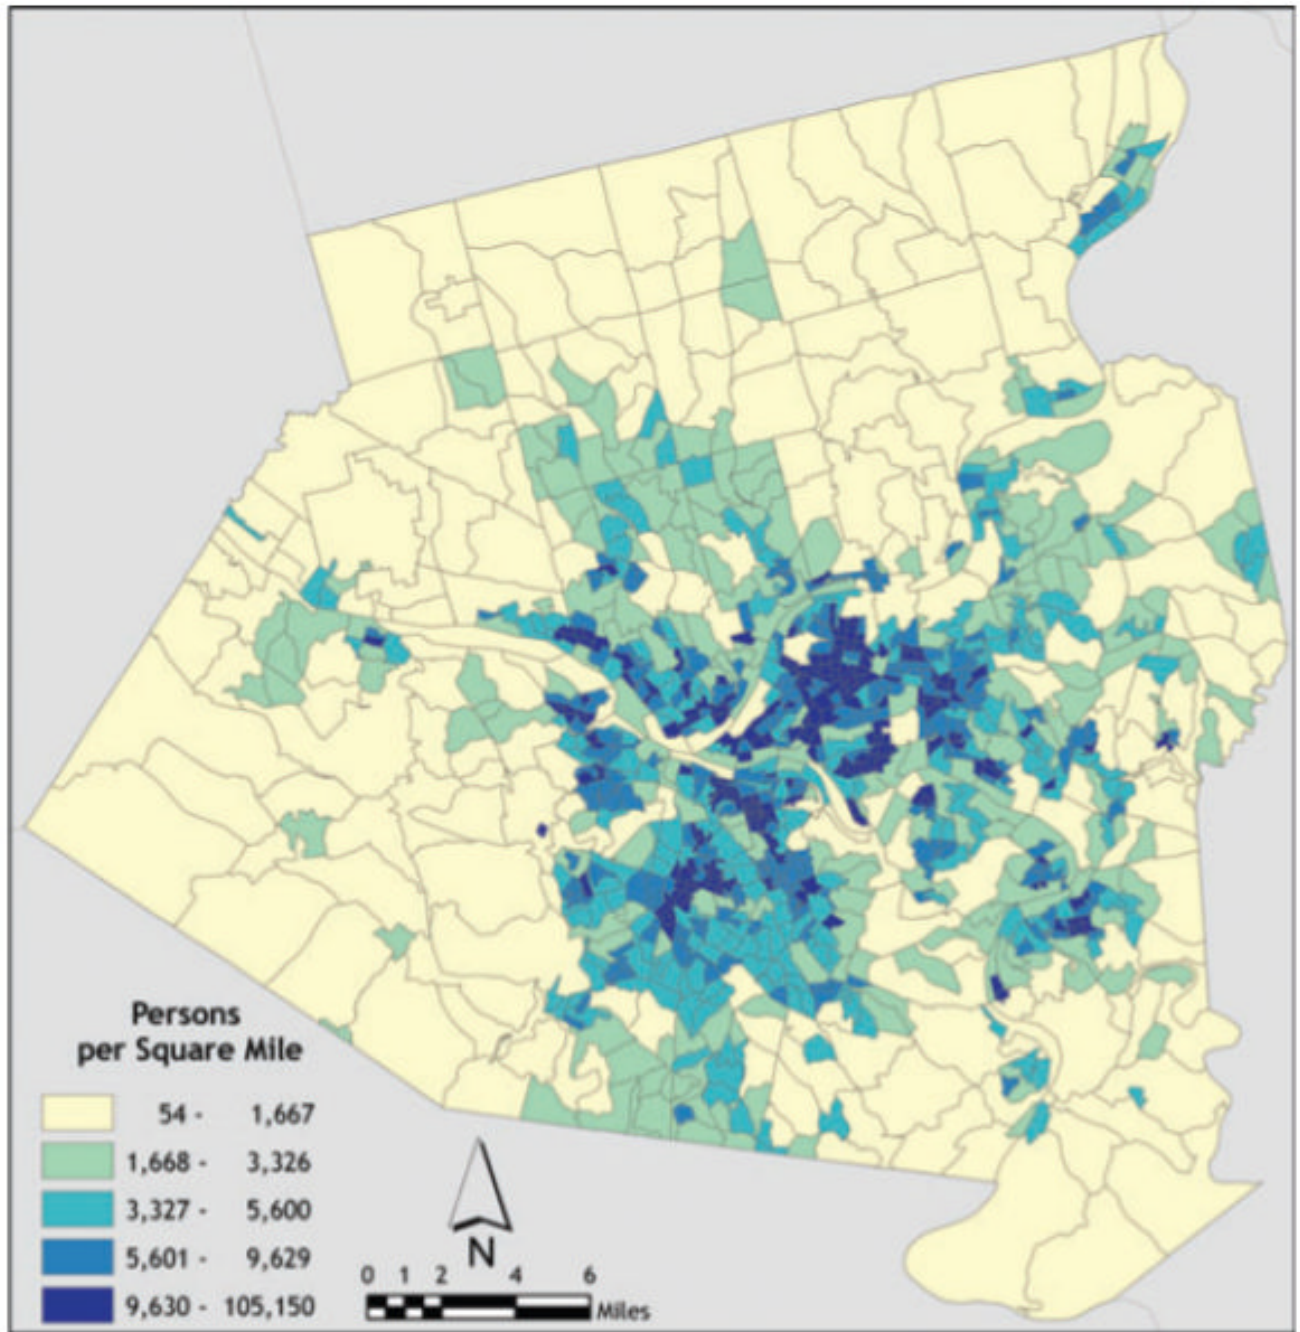 Persons
per Square Mile
54 - 1,667
1,668 - 3,326
3,327 - 5,600
5,601 - 9,629
9,630 - 105,150
N
0 1 2 4 6
Miles